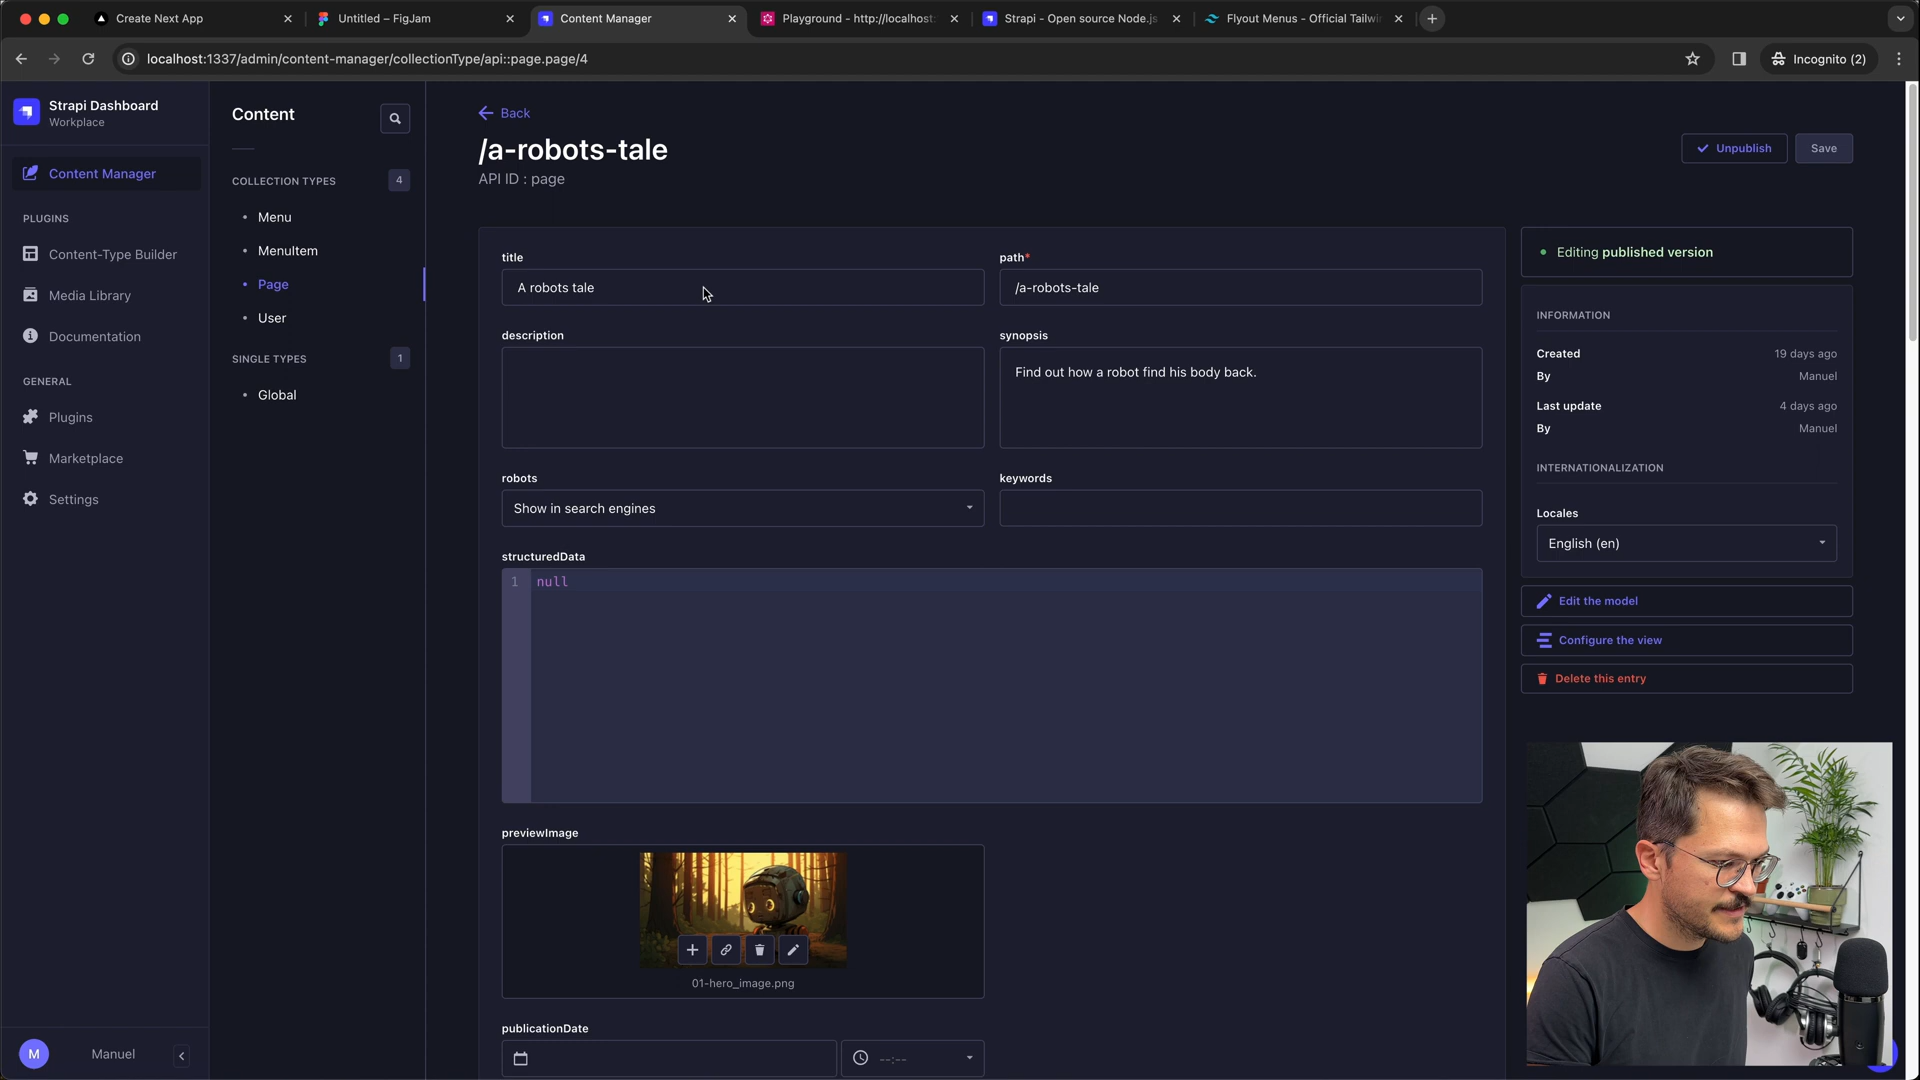 Create Next App
Untitled – FigJam
Content Manager
Playground - http://localhost:
Strapi - Open source Node.js
Flyout Menus - Official Tailwi
localhost:1337/admin/content-manager/collectionType/api::page.page/4
Incognito (2)
Strapi Dashboard
Workplace
Content Manager
PLUGINS
Content-Type Builder
Media Library
Documentation
GENERAL
Plugins
Marketplace
Settings
M
Manuel
Content
COLLECTION TYPES
4
Menu
MenuItem
Page
User
SINGLE TYPES
1
Global
Back
/a-robots-tale
API ID : page
Unpublish
Save
title
A robots tale
path*
/a-robots-tale
description
synopsis
Find out how a robot find his body back.
robots
Show in search engines
keywords
structuredData
1
null
previewImage
01-hero_image.png
publicationDate
--:--
Editing published version
INFORMATION
Created
19 days ago
By
Manuel
Last update
4 days ago
By
Manuel
INTERNATIONALIZATION
Locales
English (en)
Edit the model
Configure the view
Delete this entry